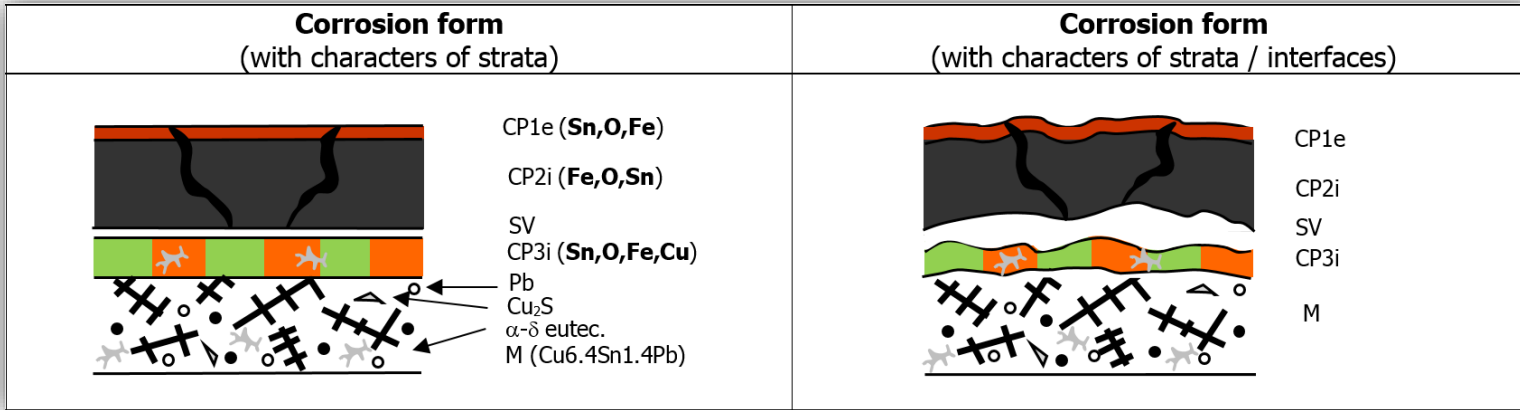 Corrosion form
(with characters of strata)
CP1e (Sn,O,Fe)
CP2i (Fe,O,Sn)
SV
CP3i (Sn,O,Fe,Cu)
Pb
Cu₂S
α-δ eutec.
M (Cu6.4Sn1.4Pb)
Corrosion form
(with characters of strata / interfaces)
CP1e
CP2i
SV
CP3i
M